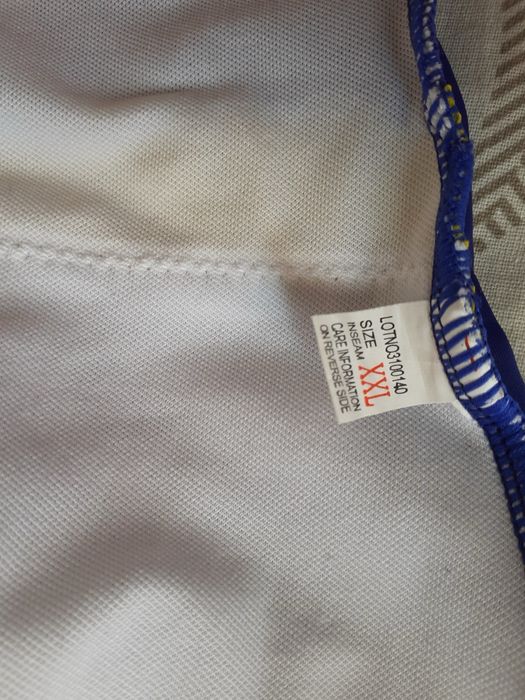 LOTNO3100140
SIZE XXL
INSEAM
CARE INFORMATION
ON REVERSE SIDE